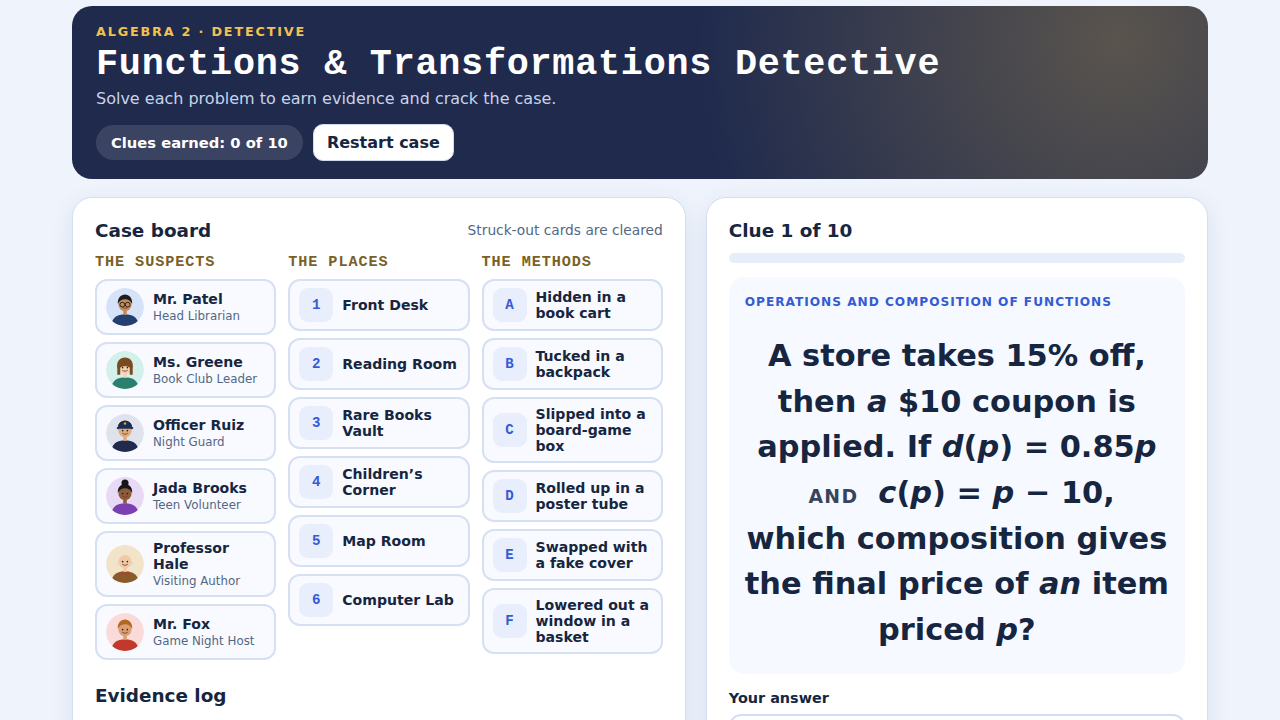 ALGEBRA 2 · DETECTIVE
Functions & Transformations Detective
Solve each problem to earn evidence and crack the case.
Clues earned: 0 of 10
Restart case
Case board
Struck-out cards are cleared
THE SUSPECTS
Mr. Patel
Head Librarian
Ms. Greene
Book Club Leader
Officer Ruiz
Night Guard
Jada Brooks
Teen Volunteer
Professor
Hale
Visiting Author
Mr. Fox
Game Night Host
THE PLACES
1 Front Desk
2 Reading Room
3 Rare Books
Vault
4 Children’s
Corner
5 Map Room
6 Computer Lab
THE METHODS
A Hidden in a
book cart
B Tucked in a
backpack
C Slipped into a
board-game
box
D Rolled up in a
poster tube
E Swapped with
a fake cover
F Lowered out a
window in a
basket
Evidence log
Clue 1 of 10
OPERATIONS AND COMPOSITION OF FUNCTIONS
A store takes 15% off,
then a $10 coupon is
applied. If d(p) = 0.85p
AND c(p) = p − 10,
which composition gives
the final price of an item
priced p?
Your answer